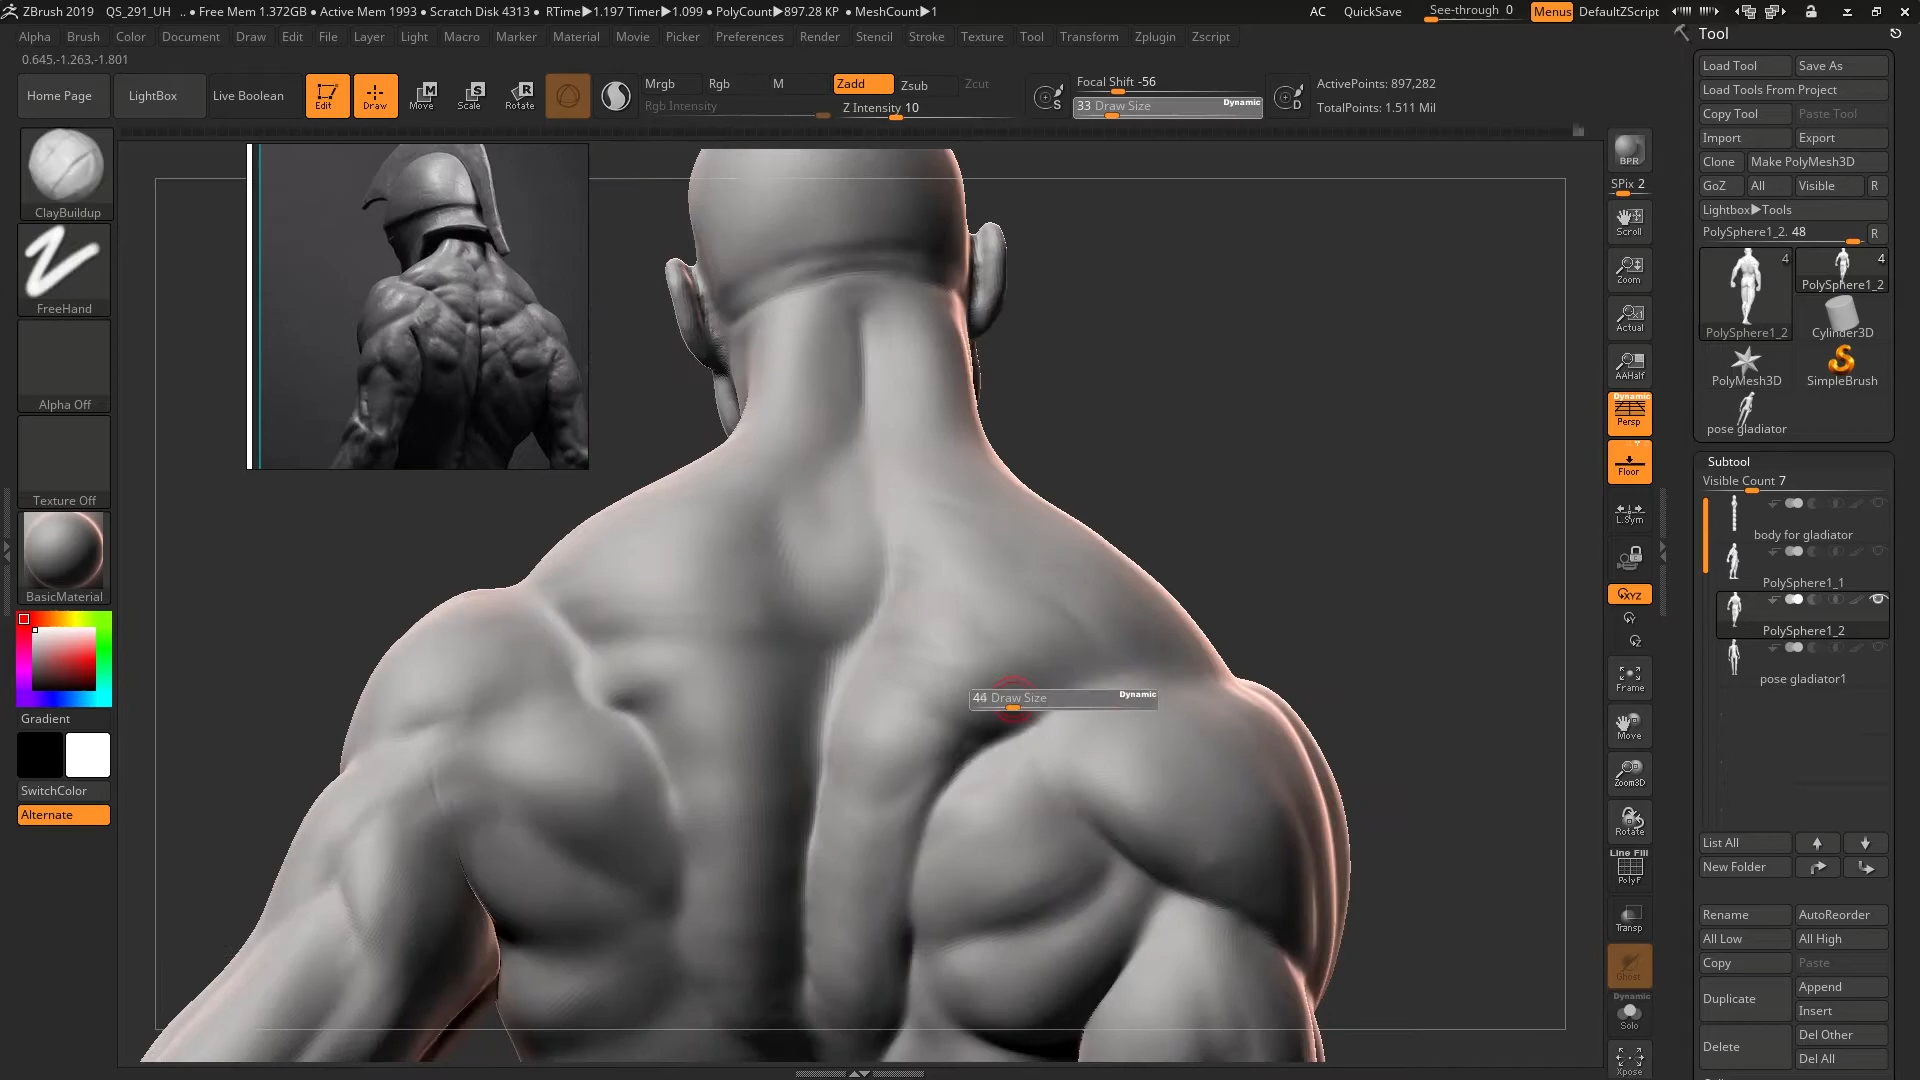 ZBrush 2019 QS_291_UH .. • Free Mem 1.372GB • Active Mem 1993 • Scratch Disk 4313 • RTime▶1.197 Timer▶1.099 • PolyCount▶897.28 KP • MeshCount▶1 AC QuickSave See-through 0 Menus DefaultZScript
Alpha Brush Color Document Draw Edit File Layer Light Macro Marker Material Movie Picker Preferences Render Stencil Stroke Texture Tool Transform Zplugin Zscript
0.645,-1.263,-1.801
Home Page LightBox Live Boolean Edit Draw Move Scale Rotate
Mrgb Rgb M Zadd Zsub Zcut
Rgb Intensity Z Intensity 10
Focal Shift -56
33 Draw Size Dynamic
ActivePoints: 897,282
TotalPoints: 1.511 Mil
ClayBuildup
FreeHand
Alpha Off
Texture Off
BasicMaterial
Gradient
SwitchColor
Alternate
44 Draw Size Dynamic
BPR
SPix 2
Scroll
Zoom
Actual
AAHalf
Dynamic
Persp
Floor
L.Sym
XYZ
Y
Z
Frame
Move
Zoom3D
Rotate
Line Fill
PolyF
Transp
Ghost
Dynamic
Solo
Xpose
Tool
Load Tool Save As
Load Tools From Project
Copy Tool Paste Tool
Import Export
Clone Make PolyMesh3D
GoZ All Visible R
Lightbox▶Tools
PolySphere1_2. 48 R
4 4
PolySphere1_2
PolySphere1_2 Cylinder3D
PolyMesh3D SimpleBrush
pose gladiator
Subtool
Visible Count 7
body for gladiator
PolySphere1_1
PolySphere1_2
pose gladiator1
List All
New Folder
Rename AutoReorder
All Low All High
Copy Paste
Duplicate Append
Insert
Delete Del Other
Del All